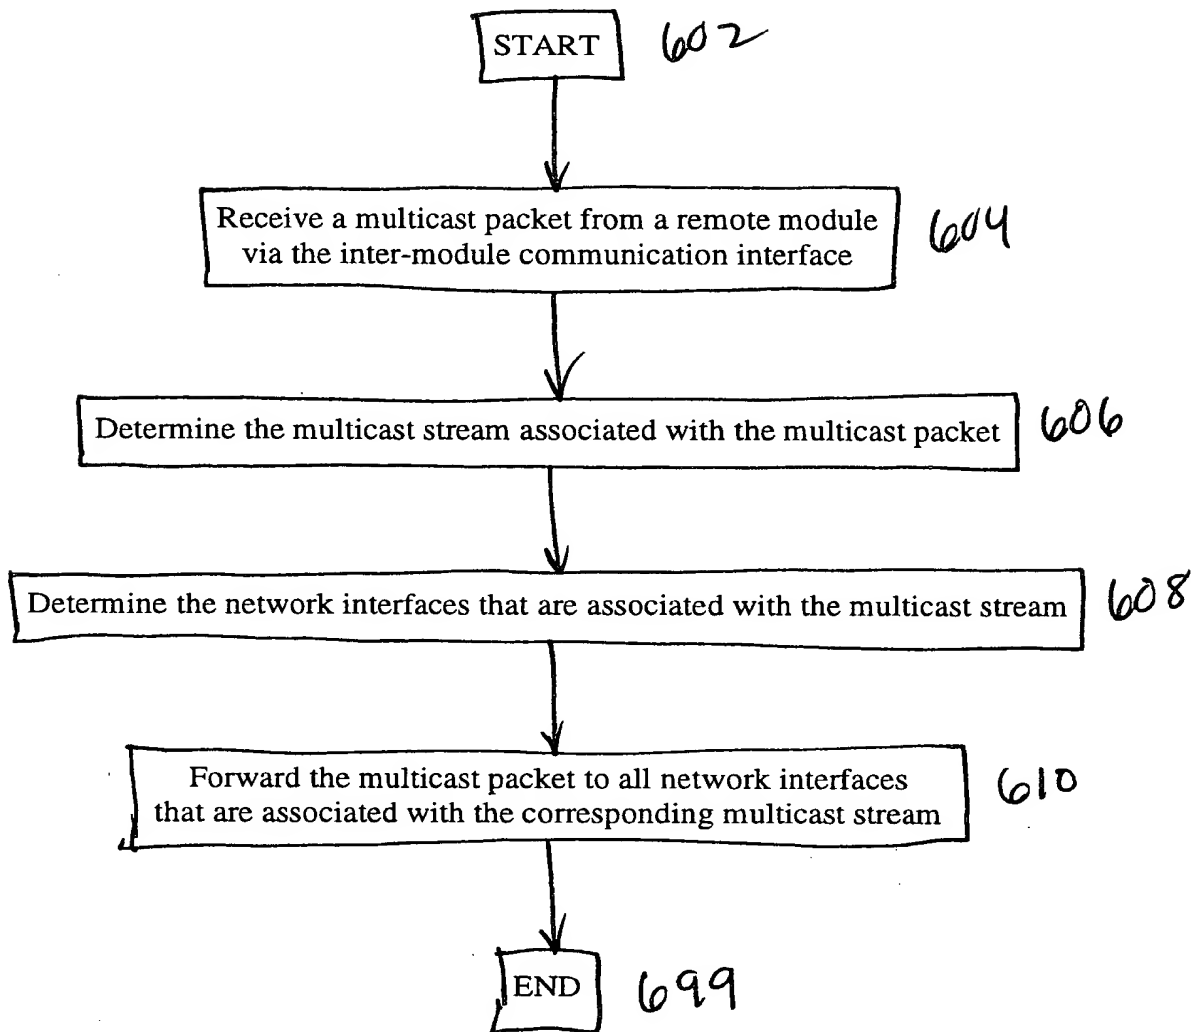 START 602
Receive a multicast packet from a remote module
via the inter-module communication interface 604
Determine the multicast stream associated with the multicast packet 606
Determine the network interfaces that are associated with the multicast stream 608
Forward the multicast packet to all network interfaces
that are associated with the corresponding multicast stream 610
END 699